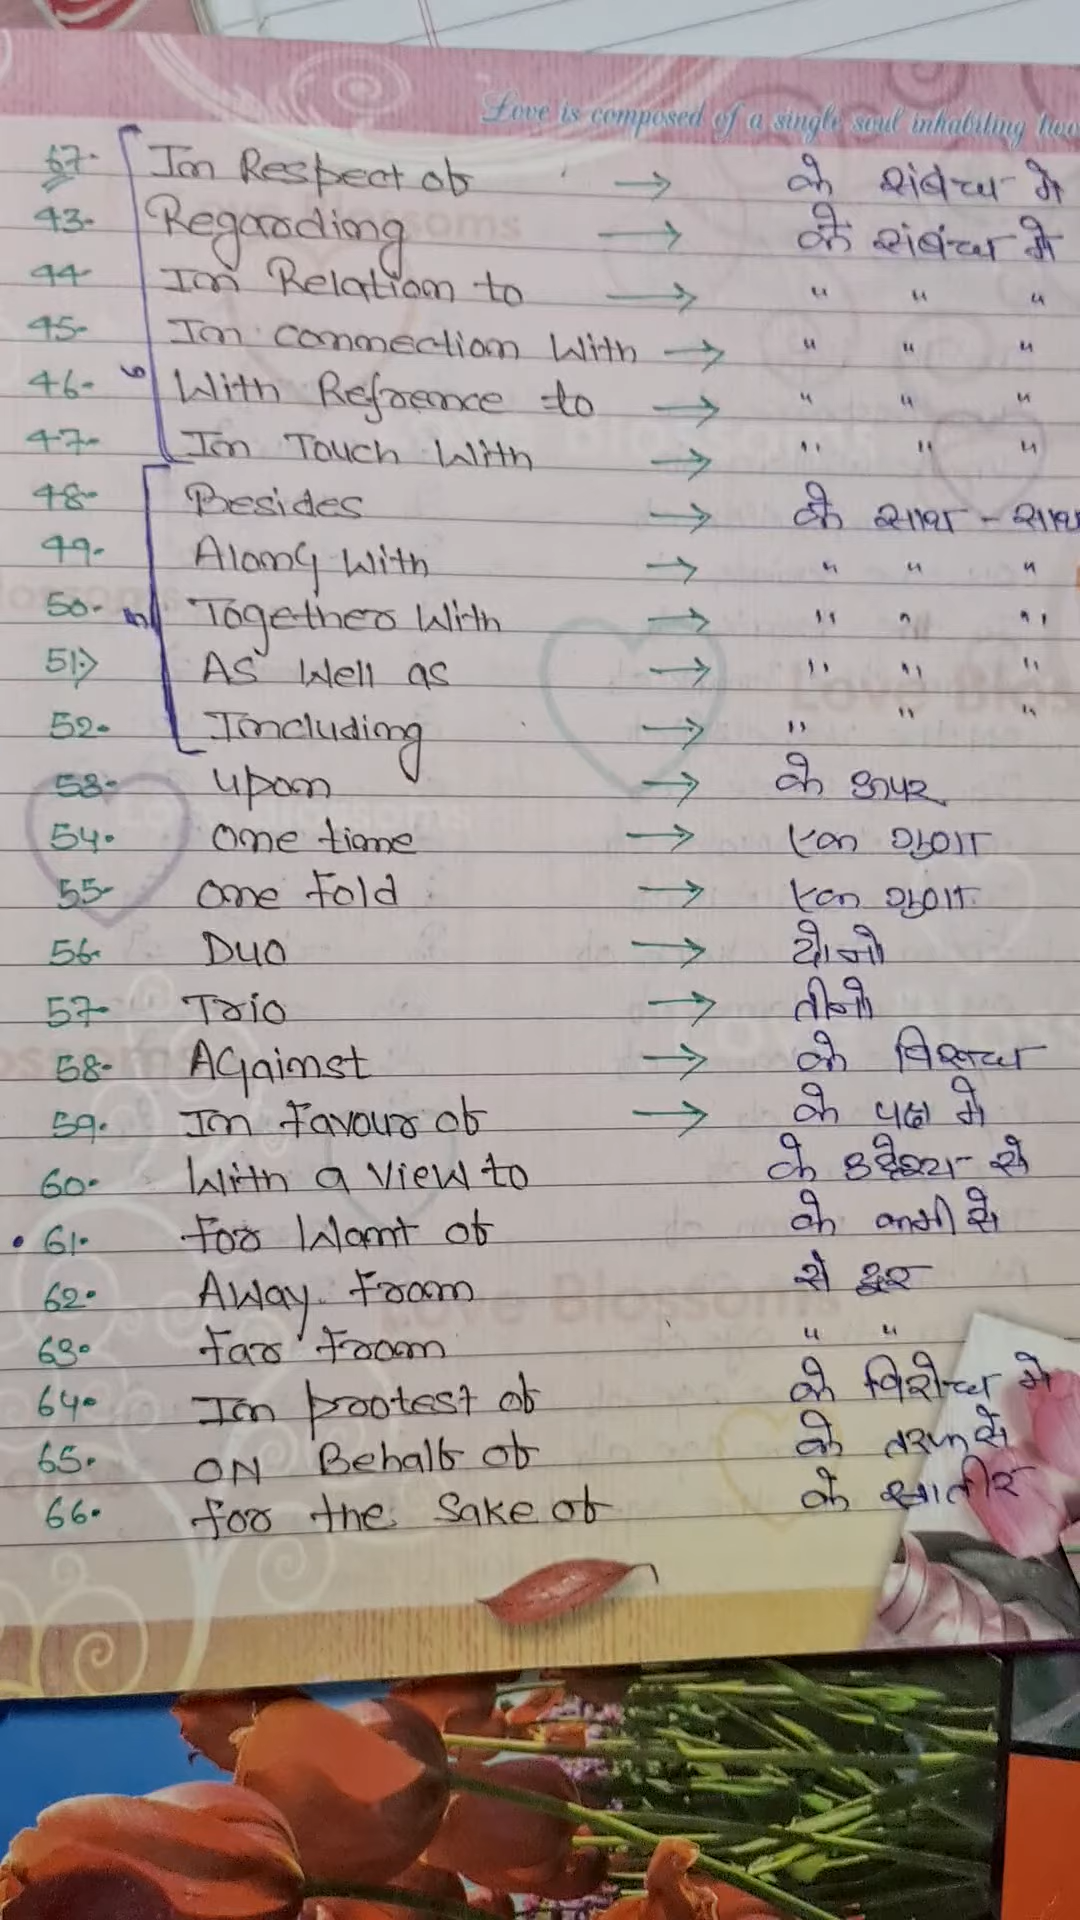 Love is composed of a single soul inhabiting two
67. In Respect of → के संबंध में
43. Regarding → के संबंध में
44 In Relation to → " " "
45. In connection With → " " "
46. With Refrence to → " " "
47. In Touch With → " " "
48. Besides → के साथ - साथ
49. Along With → " " "
50. Together With → " " "
51. As Well as → " " "
52. Including → " " "
53. upon → के ऊपर
54. one time → एक गुणा
55. one fold → एक गुणा
56. Duo → दोनो
57. Trio → तीनो
58. Against → के विरूध
59. In favour of → के पक्ष में
60. With a view to के उद्देश्य से
61. for Want of के कमी से
62. Away from से दूर
63. far from " "
64. In protest of के विरोध में
65. ON Behalf of के तरफ से
66. for the Sake of के खातीर